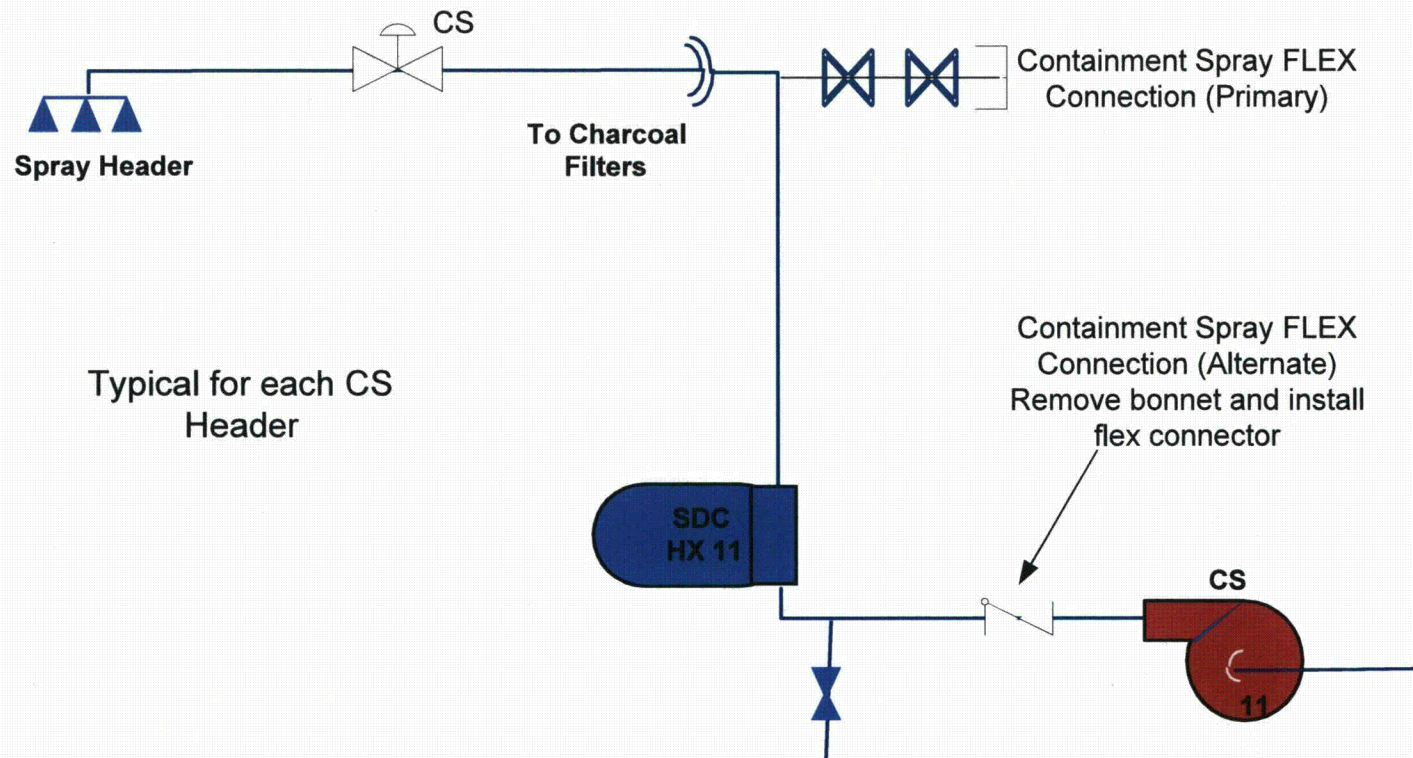 CS
Containment Spray FLEX
Connection (Primary)
To Charcoal
Filters
Spray Header
Containment Spray FLEX
Connection (Alternate)
Remove bonnet and install
flex connector
Typical for each CS
Header
SDC
HX 11
CS
11